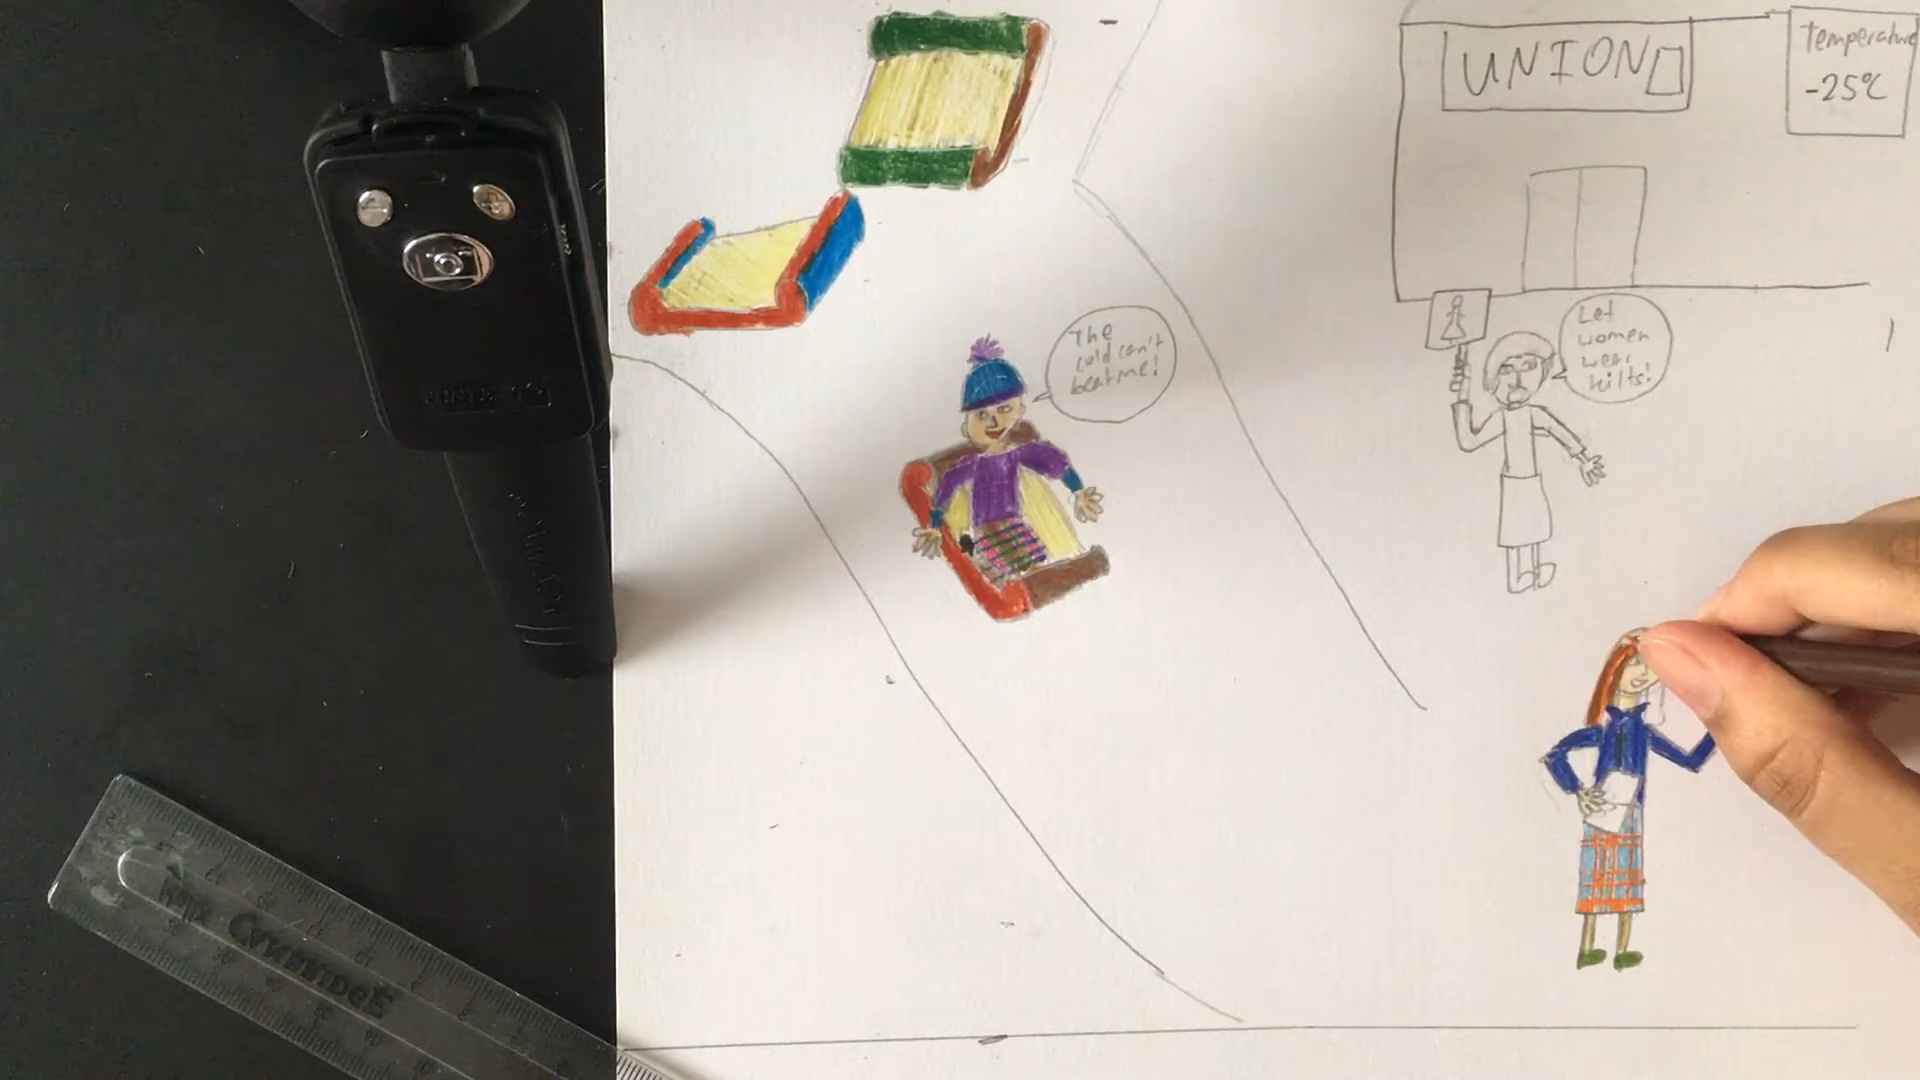 UNION
Temperature
-25°C
The
cold can't
beat me!
Let
women
wear
kilts!